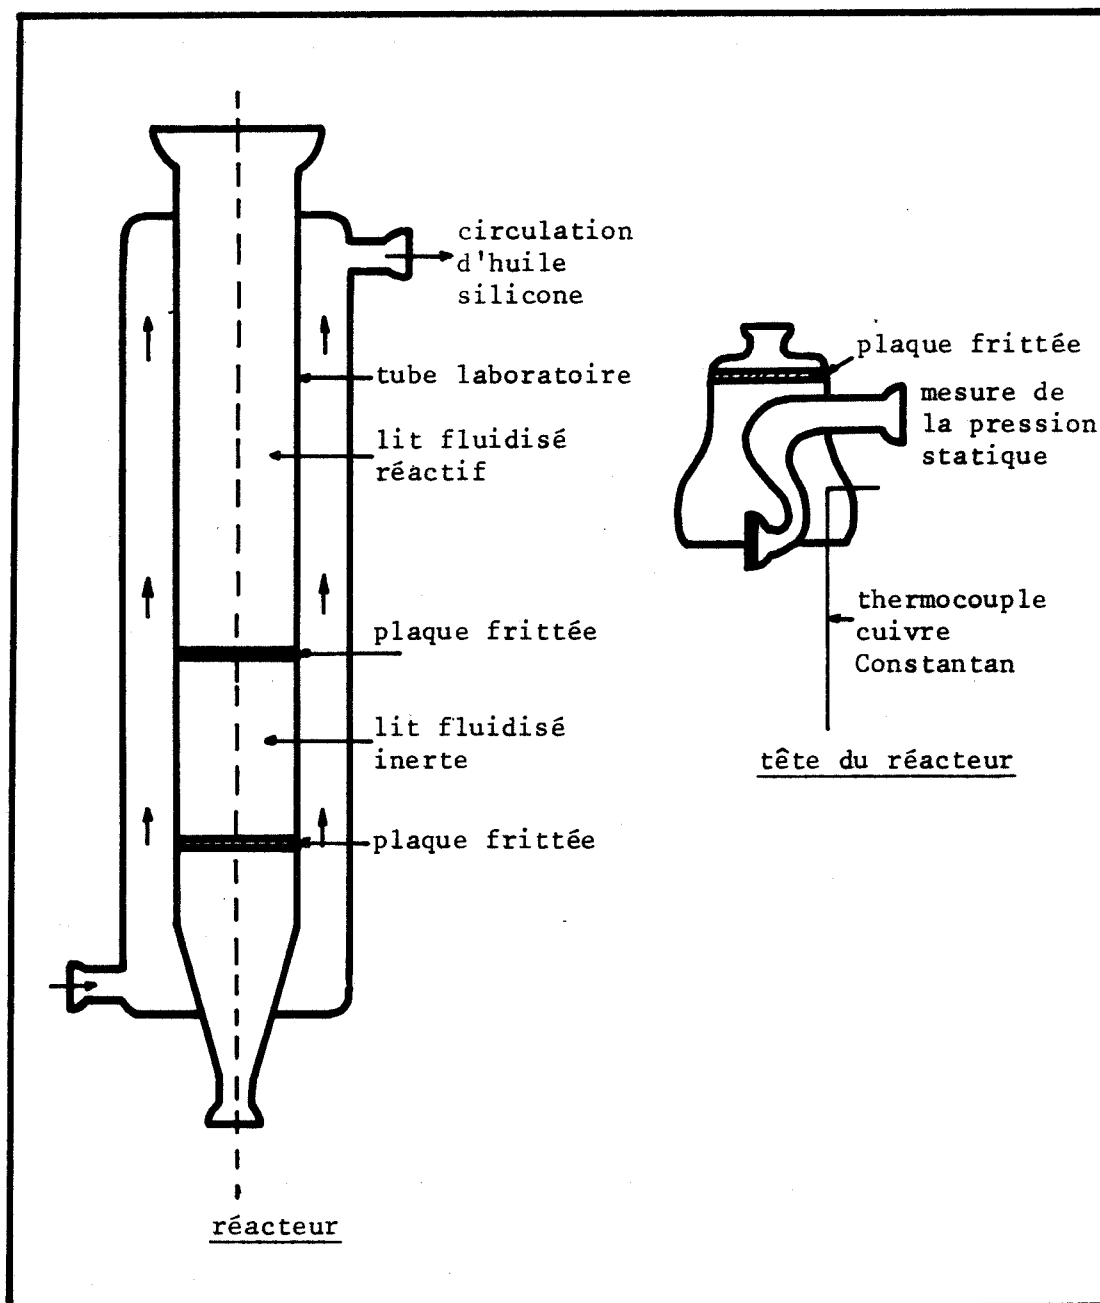 circulation
d'huile
silicone
tube laboratoire
lit fluidisé
réactif
plaque frittée
lit fluidisé
inerte
plaque frittée
réacteur
plaque frittée
mesure de
la pression
statique
thermocouple
cuivre
Constantan
tête du réacteur